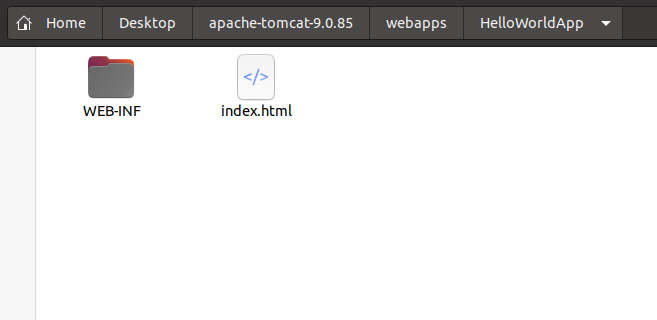 Home Desktop apache-tomcat-9.0.85 webapps HelloWorldApp
WEB-INF index.html